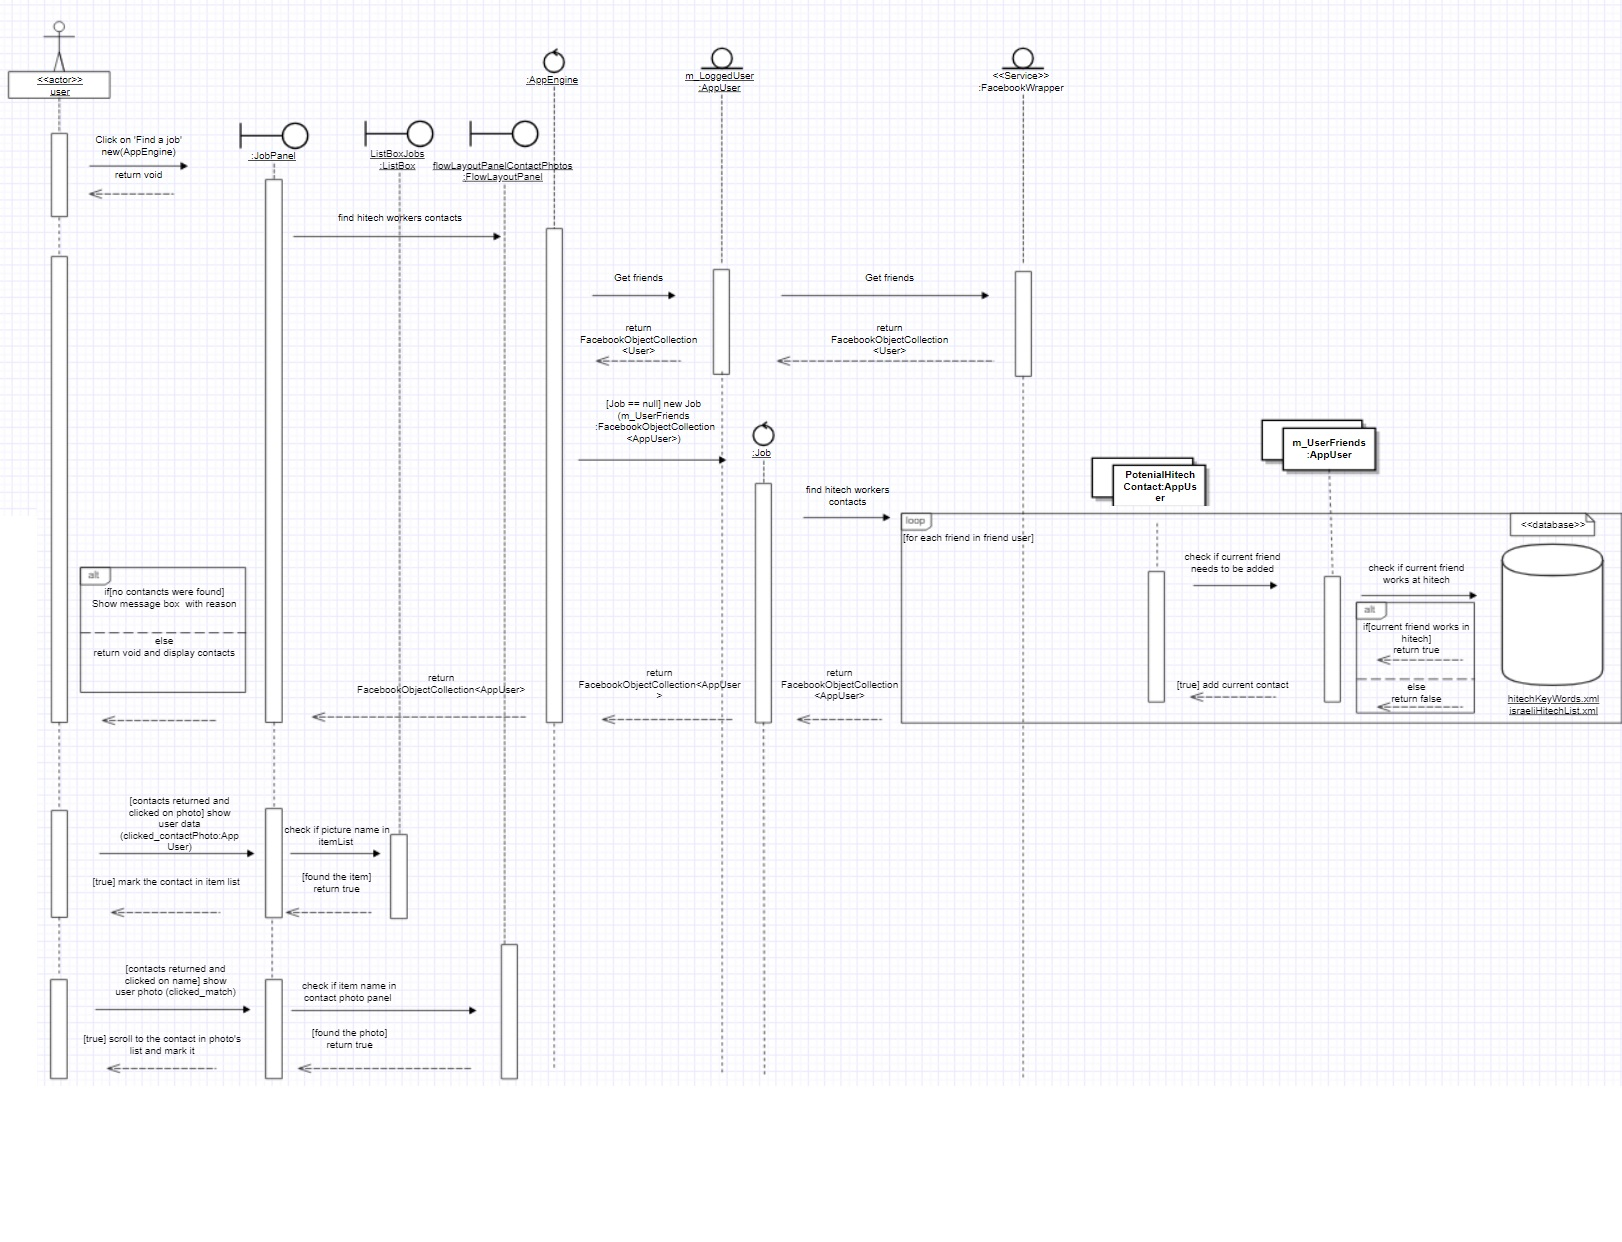 <<actor>>
user
:AppEngine
m_LoggedUser
:AppUser
<<Service>>
:FacebookWrapper
Click on 'Find a job'
new(AppEngine)
return void
:JobPanel
ListBoxJobs
:ListBox
flowLayoutPanelContactPhotos
:FlowLayoutPanel
find hitech workers contacts
Get friends
Get friends
return
FacebookObjectCollection
<User>
return
FacebookObjectCollection
<User>
[Job == null] new Job
(m_UserFriends
:FacebookObjectCollection
<AppUser>)
:Job
m_UserFriends
:AppUser
PotenialHitech
Contact:AppUs
er
find hitech workers
contacts
loop
[for each friend in friend user]
<<database>>
check if current friend
needs to be added
check if current friend
works at hitech
alt
if[no contancts were found]
Show message box with reason
else
return void and display contacts
alt
if[current friend works in
hitech]
return true
else
return false
return
FacebookObjectCollection<AppUser>
return
FacebookObjectCollection<AppUser
>
return
FacebookObjectCollection
<AppUser>
[true] add current contact
hitechKeyWords.xml
israeliHitechList.xml
[contacts returned and
clicked on photo] show
user data
(clicked_contactPhoto:App
User)
check if picture name in
itemList
[true] mark the contact in item list
[found the item]
return true
[contacts returned and
clicked on name] show
user photo (clicked_match)
check if item name in
contact photo panel
[true] scroll to the contact in photo's
list and mark it
[found the photo]
return true